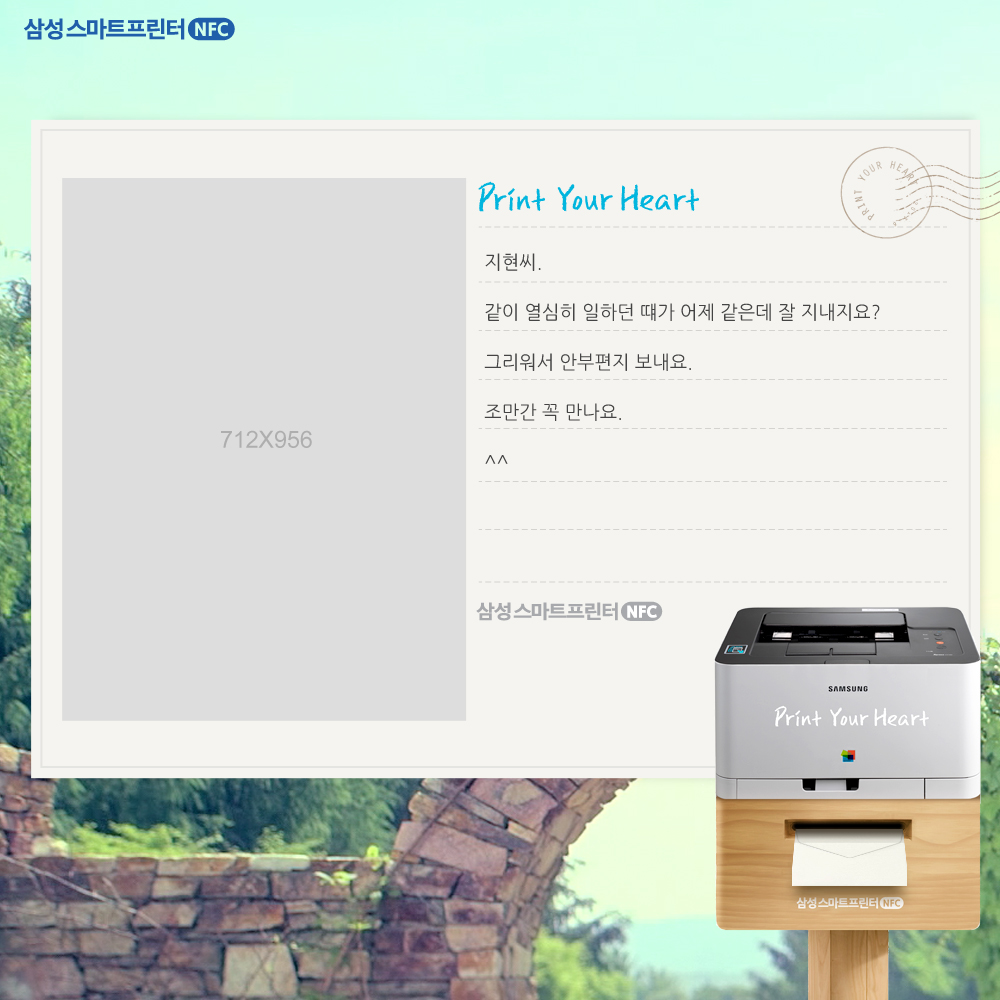 삼성스마트프린터 NFC
PRINT YOUR HEART
Print Your Heart
지현씨.
같이 열심히 일하던 떄가 어제 같은데 잘 지내지요?
그리워서 안부편지 보내요.
조만간 꼭 만나요.
^^
712X956
삼성스마트프린터 NFC
SAMSUNG
Print Your Heart
삼성스마트프린터 NFC